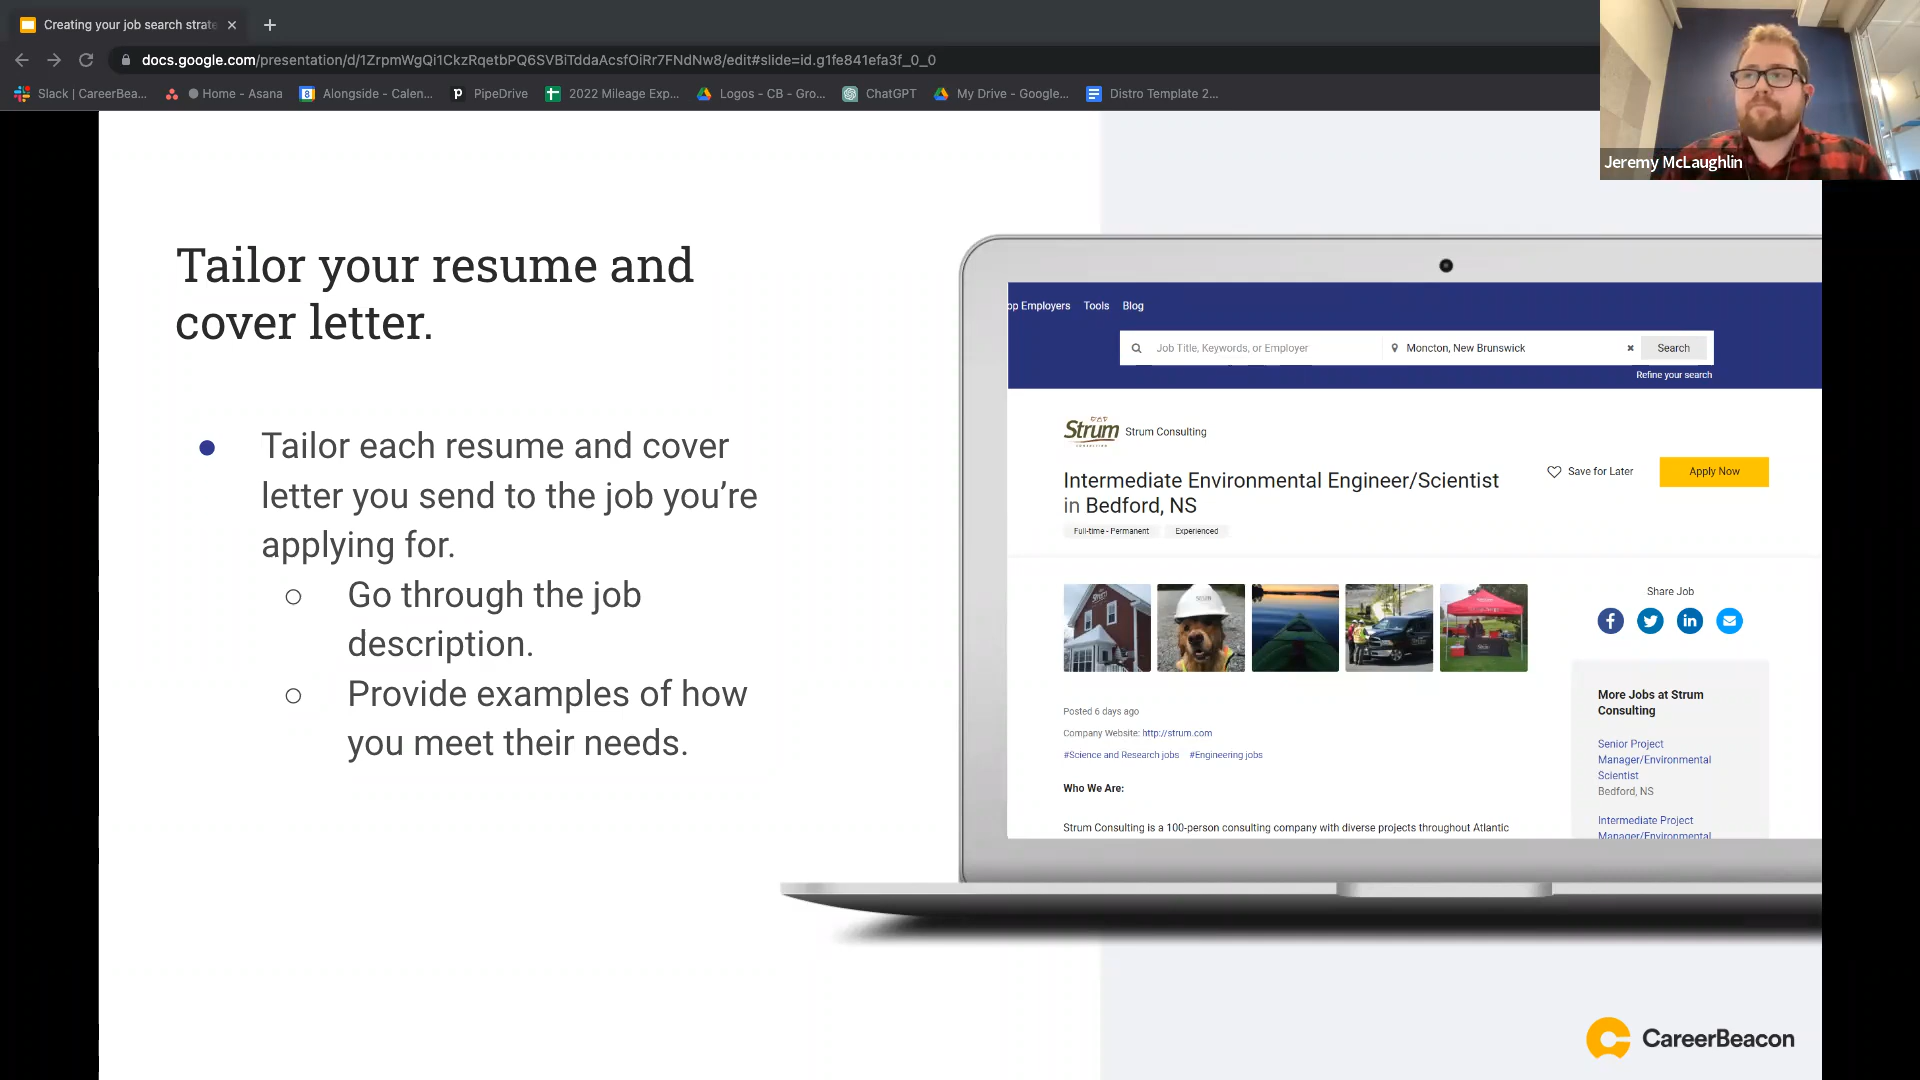 Creating your job search strate
docs.google.com/presentation/d/1ZrpmWgQi1CkzRqetbPQ6SVBiTddaAcsfOiRr7FNdNw8/edit#slide=id.g1fe841efa3f_0_0
Slack | CareerBea... Home - Asana Alongside - Calen... PipeDrive 2022 Mileage Exp... Logos - CB - Gro... ChatGPT My Drive - Google... Distro Template 2...
Jeremy McLaughlin
Tailor your resume and
cover letter.
● Tailor each resume and cover
letter you send to the job you’re
applying for.
○ Go through the job
description.
○ Provide examples of how
you meet their needs.
op Employers Tools Blog
Job Title, Keywords, or Employer Moncton, New Brunswick Search
Refine your search
Strum Strum Consulting
CONSULTING
Intermediate Environmental Engineer/Scientist
in Bedford, NS
Save for Later Apply Now
Full-time - Permanent Experienced
Share Job
Posted 6 days ago
Company Website: http://strum.com
#Science and Research jobs #Engineering jobs
Who We Are:
Strum Consulting is a 100-person consulting company with diverse projects throughout Atlantic
More Jobs at Strum
Consulting
Senior Project
Manager/Environmental
Scientist
Bedford, NS
Intermediate Project
Manager/Environmental
CareerBeacon